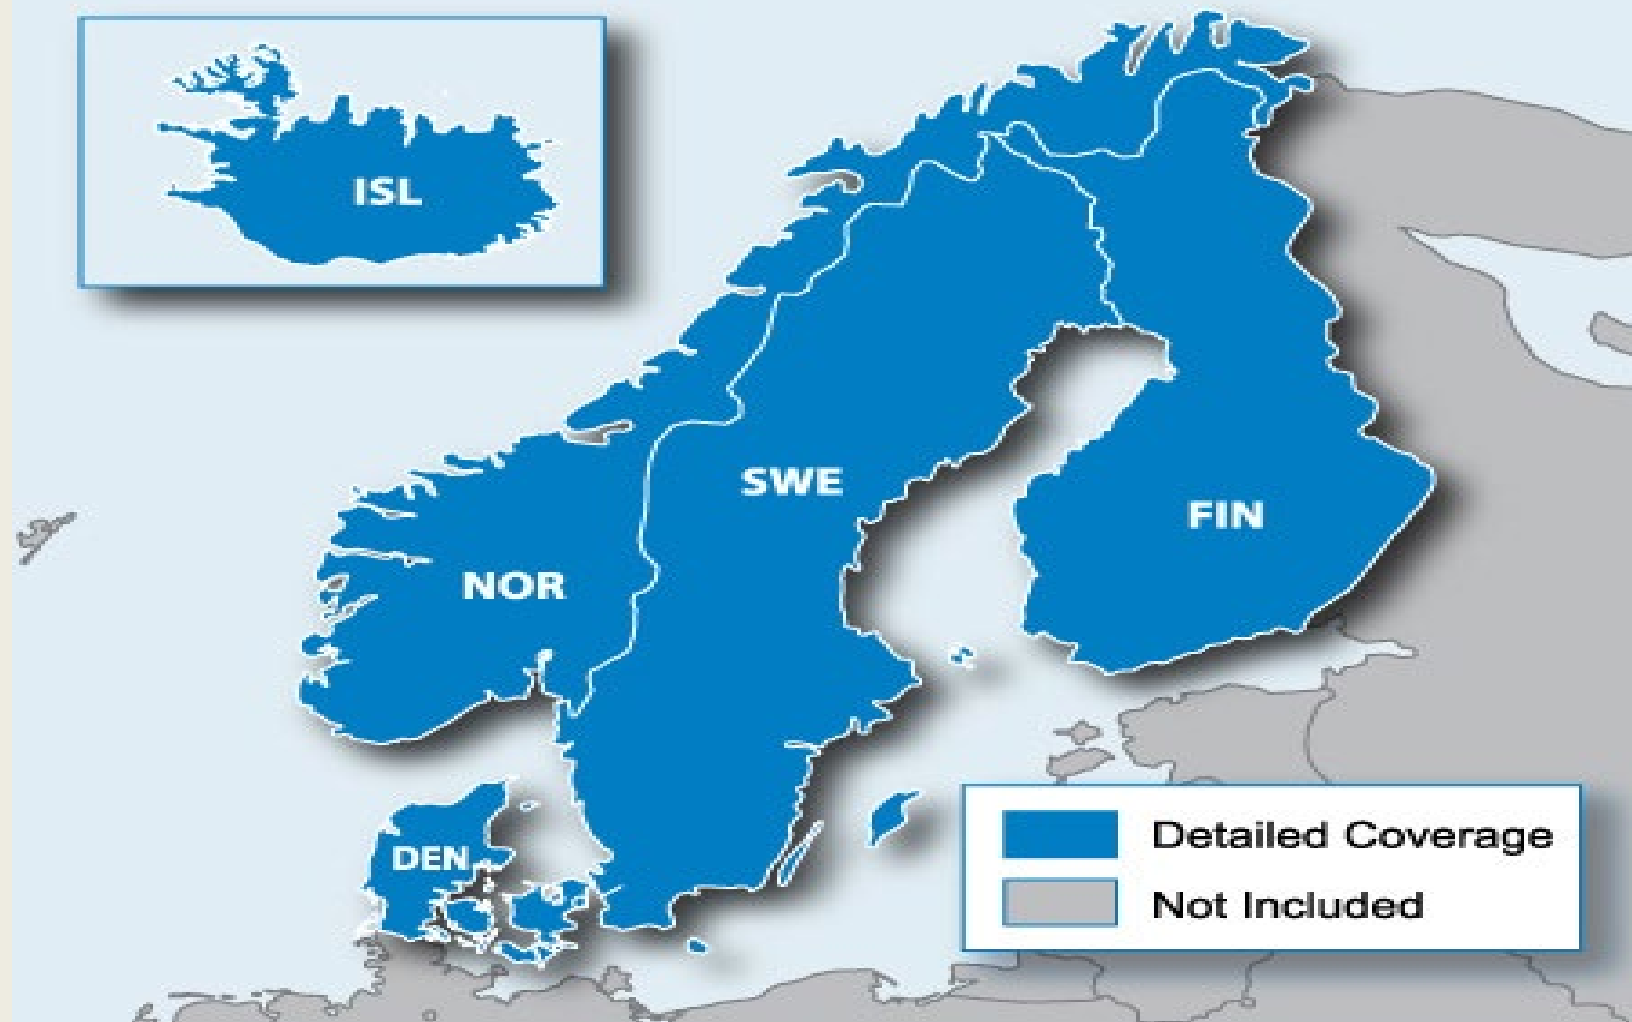 ISL
SWE
FIN
NOR
DEN
Detailed Coverage
Not Included